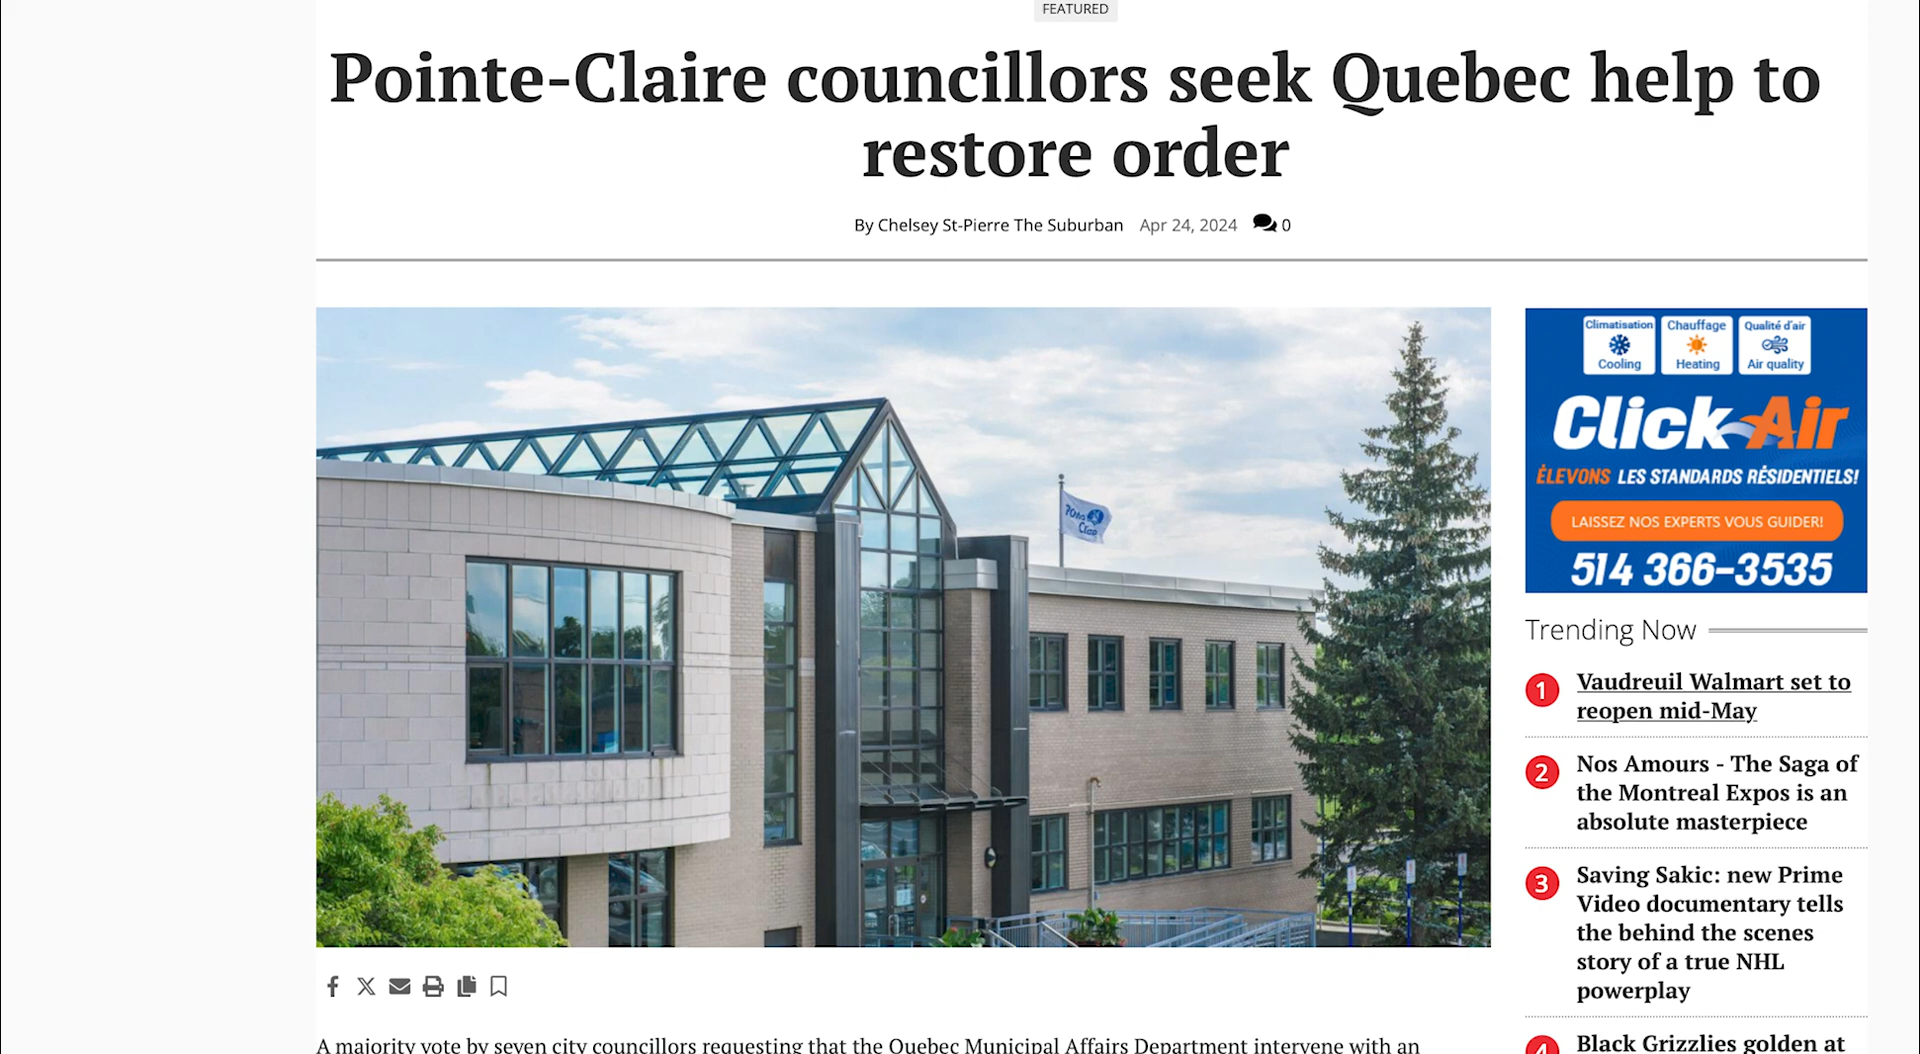 FEATURED
Pointe-Claire councillors seek Quebec help to
restore order
By Chelsey St-Pierre The Suburban Apr 24, 2024 0
Pointe
Claire
Climatisation
Cooling
Chauffage
Heating
Qualité d'air
Air quality
Click Air
ÉLEVONS LES STANDARDS RÉSIDENTIELS!
LAISSEZ NOS EXPERTS VOUS GUIDER!
514 366-3535
Trending Now
1 Vaudreuil Walmart set to
reopen mid-May
2 Nos Amours - The Saga of
the Montreal Expos is an
absolute masterpiece
3 Saving Sakic: new Prime
Video documentary tells
the behind the scenes
story of a true NHL
powerplay
4 Black Grizzlies golden at
A majority vote by seven city councillors requesting that the Quebec Municipal Affairs Department intervene with an